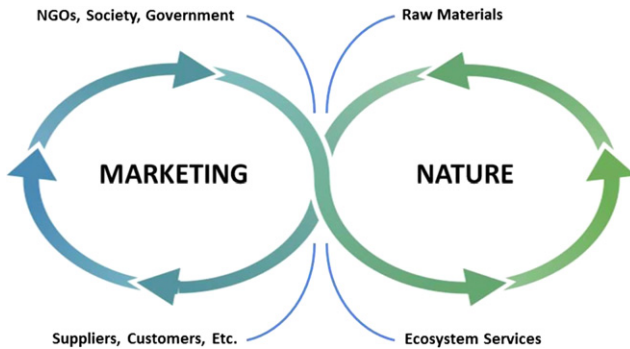 NGOs, Society, Government
Raw Materials
MARKETING
NATURE
Suppliers, Customers, Etc.
Ecosystem Services